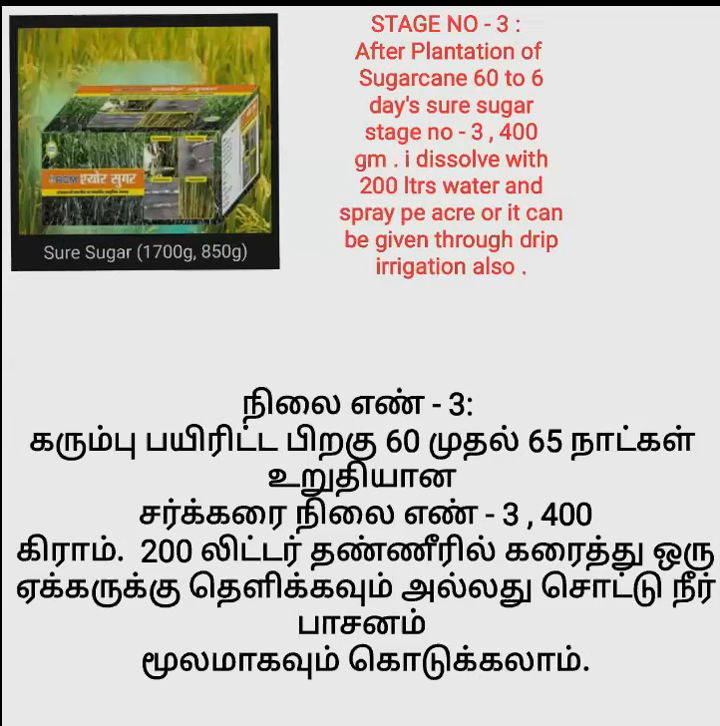 RCM श्योर सुगर
Sure Sugar (1700g, 850g)
STAGE NO - 3 :
After Plantation of
Sugarcane 60 to 6
day's sure sugar
stage no - 3 , 400
gm . i dissolve with
200 ltrs water and
spray pe acre or it can
be given through drip
irrigation also .
நிலை எண் - 3:
கரும்பு பயிரிட்ட பிறகு 60 முதல் 65 நாட்கள்
உறுதியான
சர்க்கரை நிலை எண் - 3 , 400
கிராம். 200 லிட்டர் தண்ணீரில் கரைத்து ஒரு
ஏக்கருக்கு தெளிக்கவும் அல்லது சொட்டு நீர்
பாசனம்
மூலமாகவும் கொடுக்கலாம்.